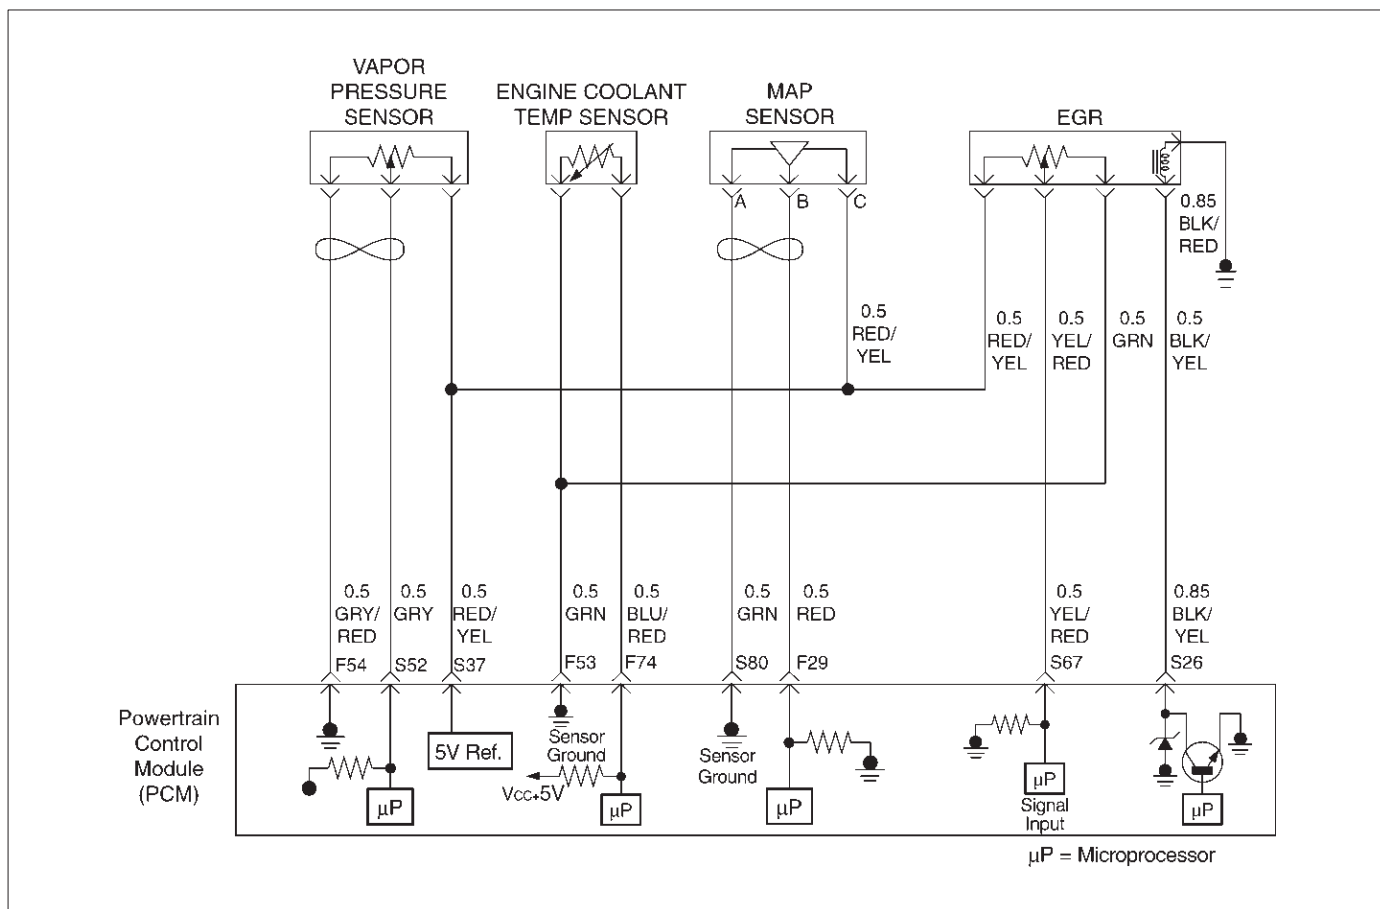 VAPOR
PRESSURE
SENSOR
ENGINE COOLANT
TEMP SENSOR
MAP
SENSOR
EGR
A
B
C
0.85
BLK/
RED
0.5
RED/
YEL
0.5
RED/
YEL
0.5
YEL/
RED
0.5
GRN
0.5
BLK/
YEL
0.5
GRY/
RED
0.5
GRY
0.5
RED/
YEL
0.5
GRN
0.5
BLU/
RED
0.5
GRN
0.5
RED
0.5
YEL/
RED
0.85
BLK/
YEL
F54
S52
S37
F53
F74
S80
F29
S67
S26
Powertrain
Control
Module
(PCM)
5V Ref.
Sensor
Ground
Vcc+5V
Sensor
Ground
µP
µP
µP
µP
Signal
Input
µP
µP = Microprocessor